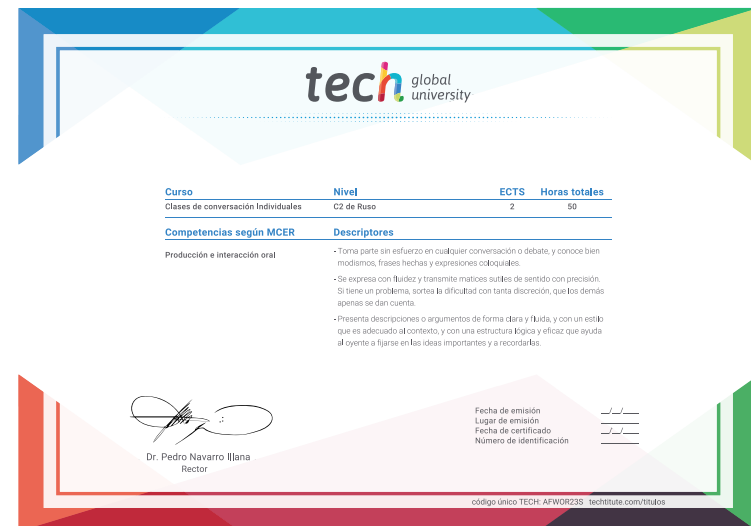 tech global university
Curso Nivel ECTS Horas totales
Clases de conversación Individuales C2 de Ruso 2 50
Competencias según MCER Descriptores
Producción e interacción oral
- Toma parte sin esfuerzo en cualquier conversación o debate, y conoce bien
modismos, frases hechas y expresiones coloquiales.
- Se expresa con fluidez y transmite matices sutiles de sentido con precisión.
Si tiene un problema, sortea la dificultad con tanta discreción, que los demás
apenas se dan cuenta.
- Presenta descripciones o argumentos de forma clara y fluida, y con un estilo
que es adecuado al contexto, y con una estructura lógica y eficaz que ayuda
al oyente a fijarse en las ideas importantes y a recordarlas.
Dr. Pedro Navarro Illana
Rector
Fecha de emisión __/__/____
Lugar de emisión
Fecha de certificado __/__/____
Número de identificación
código único TECH: AFWOR23S techtitute.com/titulos